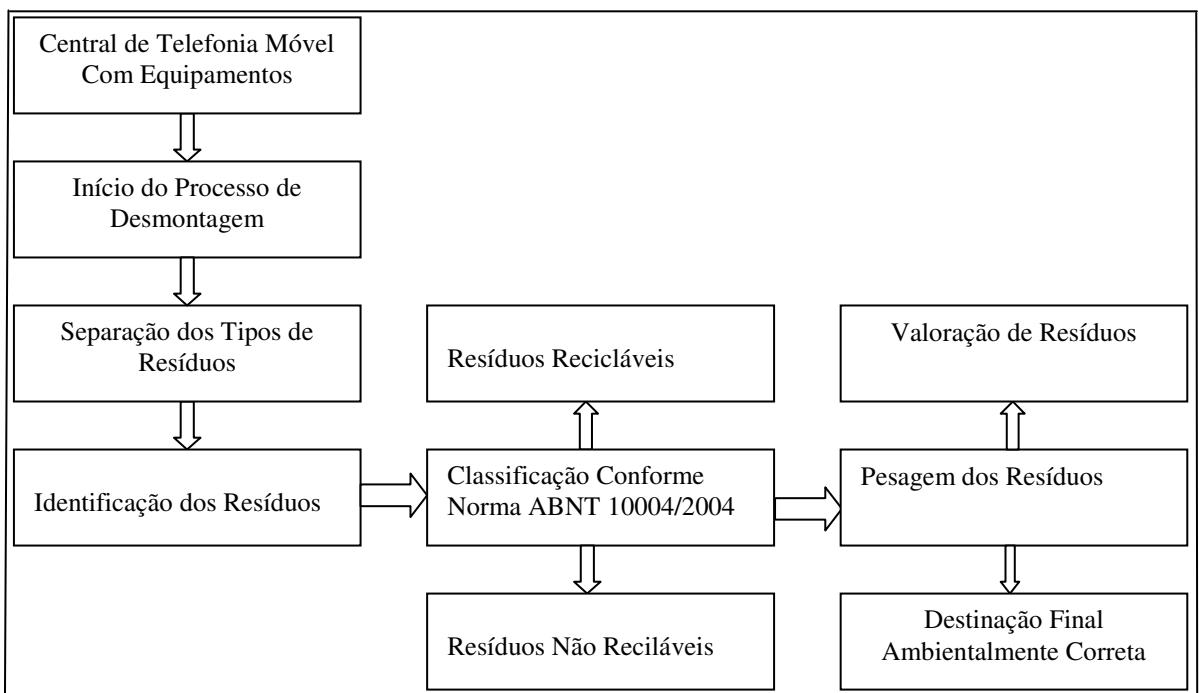 Central de Telefonia Móvel
Com Equipamentos
Início do Processo de
Desmontagem
Separação dos Tipos de
Resíduos
Identificação dos Resíduos
Resíduos Recicláveis
Classificação Conforme
Norma ABNT 10004/2004
Resíduos Não Reciláveis
Valoração de Resíduos
Pesagem dos Resíduos
Destinação Final
Ambientalmente Correta